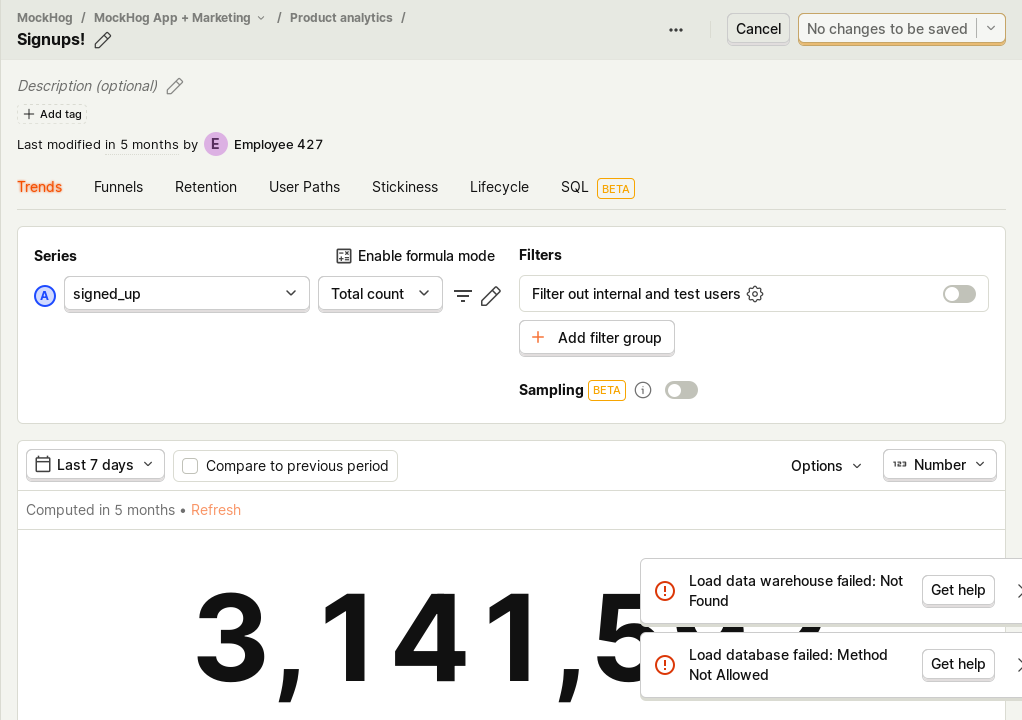 MockHog / MockHog App + Marketing / Product analytics /
Signups!
Cancel
No changes to be saved
Description (optional)
Add tag
Last modified in 5 months by E Employee 427
Trends Funnels Retention User Paths Stickiness Lifecycle SQL BETA
Series
Enable formula mode
A signed_up Total count
Filters
Filter out internal and test users
Add filter group
Sampling BETA
Last 7 days
Compare to previous period
Options
123 Number
Computed in 5 months • Refresh
3,141,5
Load data warehouse failed: Not
Found
Get help
Load database failed: Method
Not Allowed
Get help